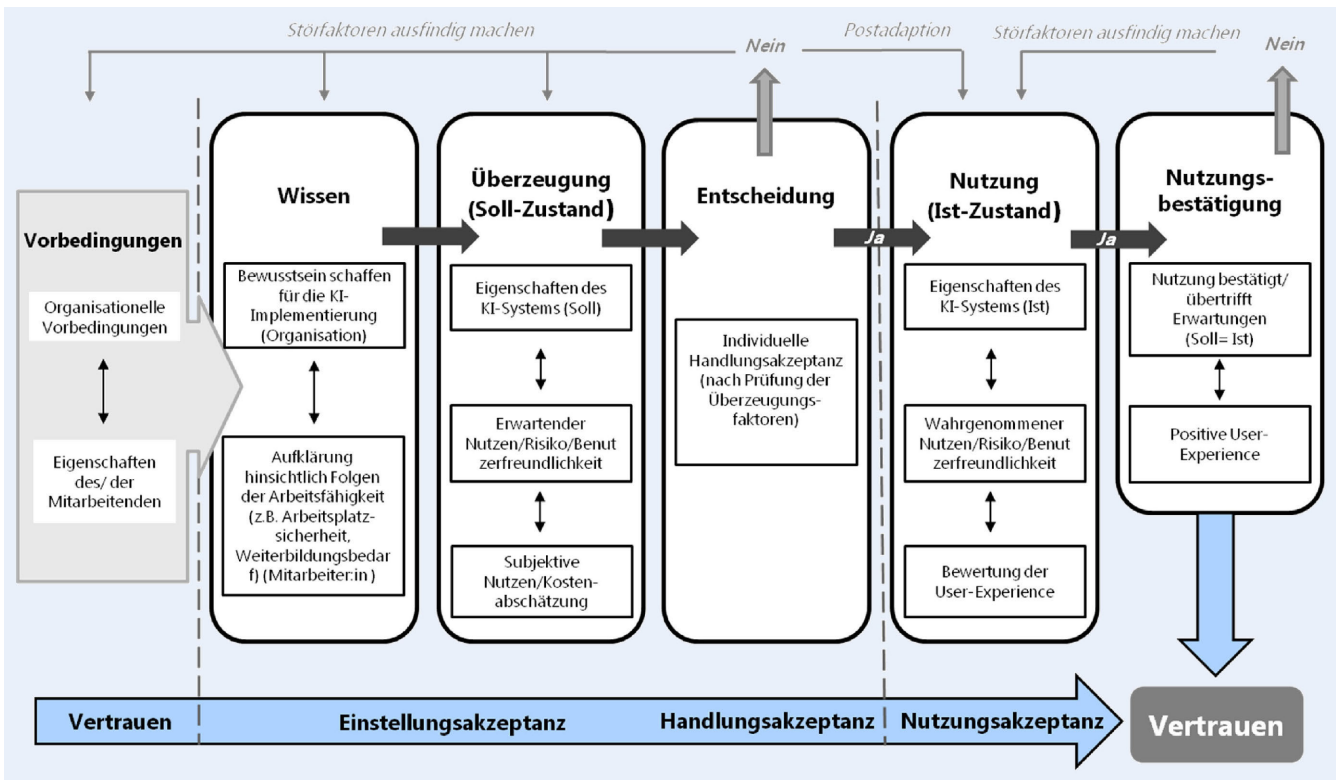 Störfaktoren ausfindig machen
Nein
Postadaption
Störfaktoren ausfindig machen
Nein
Vorbedingungen
Organisationelle
Vorbedingungen
Eigenschaften
des/ der
Mitarbeitenden
Wissen
Bewusstsein schaffen
für die KI-
Implementierung
(Organisation)
Aufklärung
hinsichtlich Folgen
der Arbeitsfähigkeit
(z.B. Arbeitsplatz-
sicherheit,
Weiterbildungsbedar
f) (Mitarbeiter:in )
Überzeugung
(Soll-Zustand)
Eigenschaften des
KI-Systems (Soll)
Erwartender
Nutzen/Risiko/Benut
zerfreundlichkeit
Subjektive
Nutzen/Kosten-
abschätzung
Entscheidung
Individuelle
Handlungsakzeptanz
(nach Prüfung der
Überzeugungs-
faktoren)
Ja
Nutzung
(Ist-Zustand)
Eigenschaften des
KI-Systems (Ist)
Wahrgenommener
Nutzen/Risiko/Benut
zerfreundlichkeit
Bewertung der
User-Experience
Ja
Nutzungs-
bestätigung
Nutzung bestätigt/
übertrifft
Erwartungen
(Soll= Ist)
Positive User-
Experience
Vertrauen
Einstellungsakzeptanz
Handlungsakzeptanz
Nutzungsakzeptanz
Vertrauen